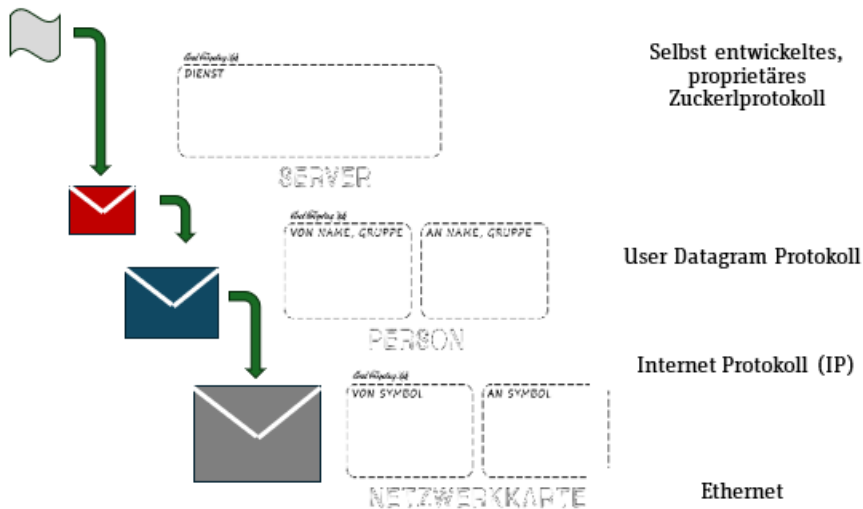 Selbst entwickeltes,
proprietäres
Zuckerlprotokoll
DIENST
SERVER
VON NAME, GRUPPE
AN NAME, GRUPPE
User Datagram Protokoll
PERSON
Internet Protokoll (IP)
VON SYMBOL
AN SYMBOL
NETZWERKKARTE
Ethernet